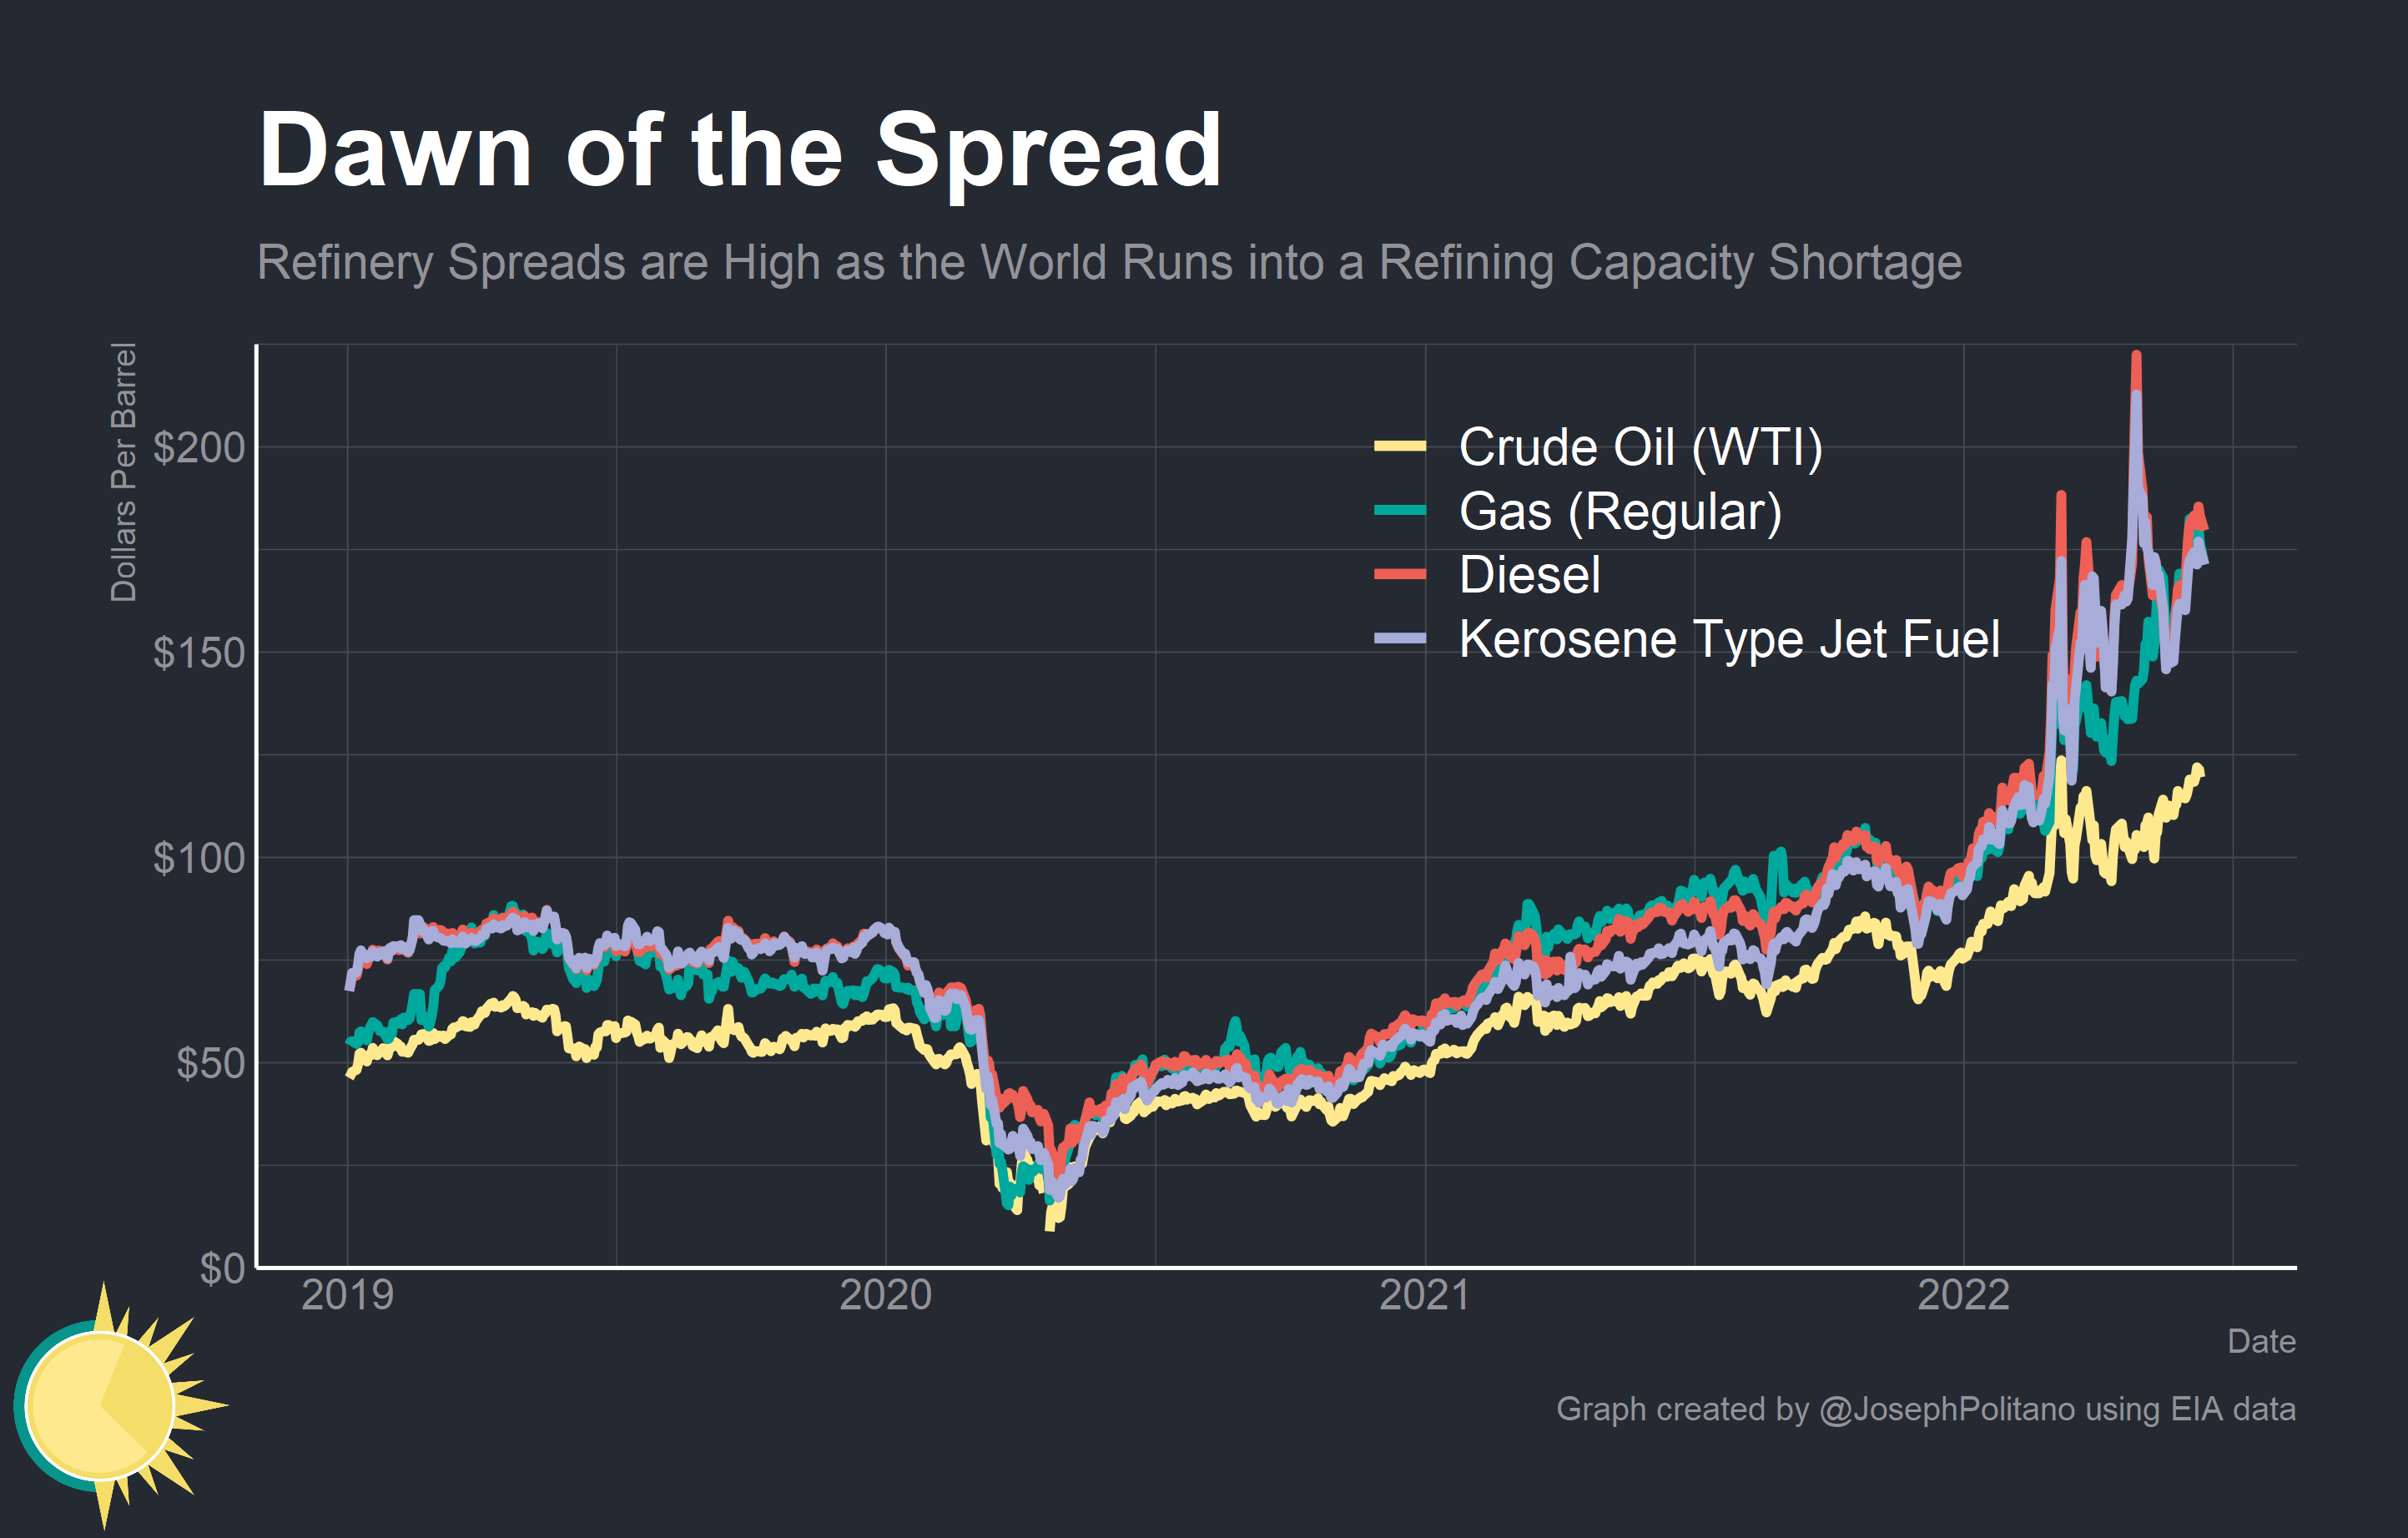 Dawn of the Spread
Refinery Spreads are High as the World Runs into a Refining Capacity Shortage
Dollars Per Barrel
$200
$150
$100
$50
$0
Crude Oil (WTI)
Gas (Regular)
Diesel
Kerosene Type Jet Fuel
2019
2020
2021
2022
Date
Graph created by @JosephPolitano using EIA data